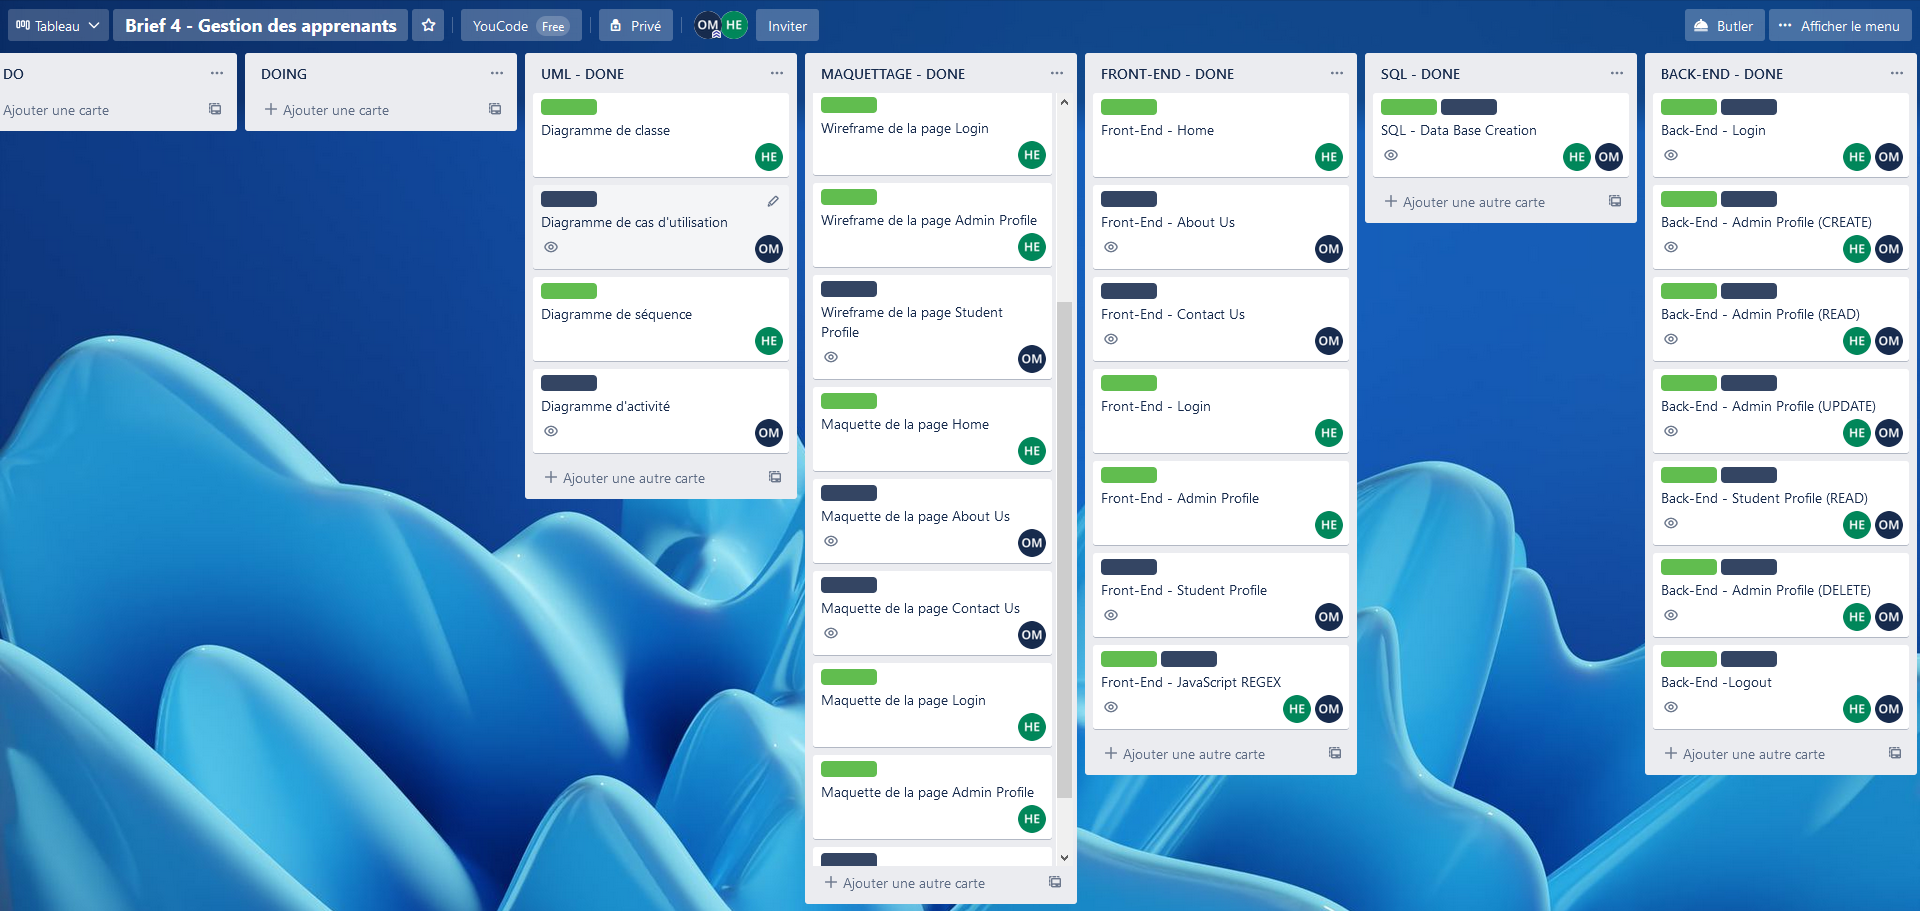 Tableau
Brief 4 - Gestion des apprenants
YouCode Free
Privé
OM HE
Inviter
Butler
Afficher le menu
DO
Ajouter une carte
DOING
Ajouter une carte
UML - DONE
Diagramme de classe
HE
Diagramme de cas d'utilisation
OM
Diagramme de séquence
HE
Diagramme d'activité
OM
Ajouter une autre carte
MAQUETTAGE - DONE
Wireframe de la page Login
HE
Wireframe de la page Admin Profile
HE
Wireframe de la page Student
Profile
OM
Maquette de la page Home
HE
Maquette de la page About Us
OM
Maquette de la page Contact Us
OM
Maquette de la page Login
HE
Maquette de la page Admin Profile
HE
Ajouter une autre carte
FRONT-END - DONE
Front-End - Home
HE
Front-End - About Us
OM
Front-End - Contact Us
OM
Front-End - Login
HE
Front-End - Admin Profile
HE
Front-End - Student Profile
OM
Front-End - JavaScript REGEX
HE OM
Ajouter une autre carte
SQL - DONE
SQL - Data Base Creation
HE OM
Ajouter une autre carte
BACK-END - DONE
Back-End - Login
HE OM
Back-End - Admin Profile (CREATE)
HE OM
Back-End - Admin Profile (READ)
HE OM
Back-End - Admin Profile (UPDATE)
HE OM
Back-End - Student Profile (READ)
HE OM
Back-End - Admin Profile (DELETE)
HE OM
Back-End -Logout
HE OM
Ajouter une autre carte